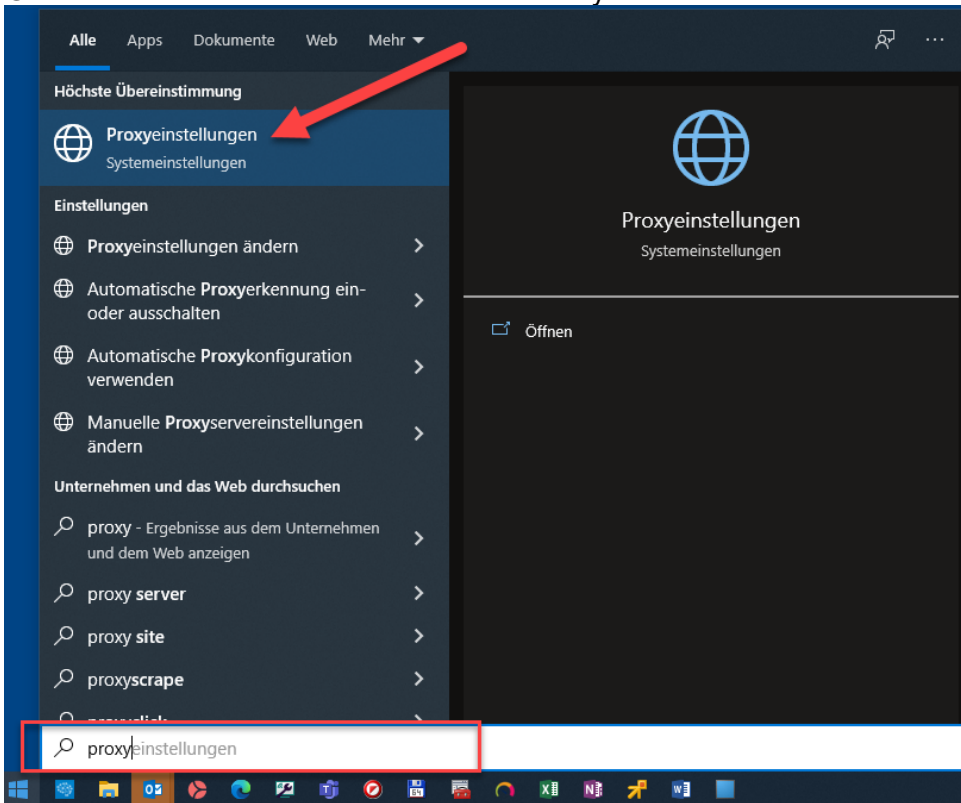 Alle Apps Dokumente Web Mehr
Höchste Übereinstimmung
Proxyeinstellungen
Systemeinstellungen
Einstellungen
Proxyeinstellungen ändern
Automatische Proxyerkennung ein-
oder ausschalten
Automatische Proxykonfiguration
verwenden
Manuelle Proxyservereinstellungen
ändern
Unternehmen und das Web durchsuchen
proxy - Ergebnisse aus dem Unternehmen
und dem Web anzeigen
proxy server
proxy site
proxyscrape
proxyeinstellungen
Proxyeinstellungen
Systemeinstellungen
Öffnen